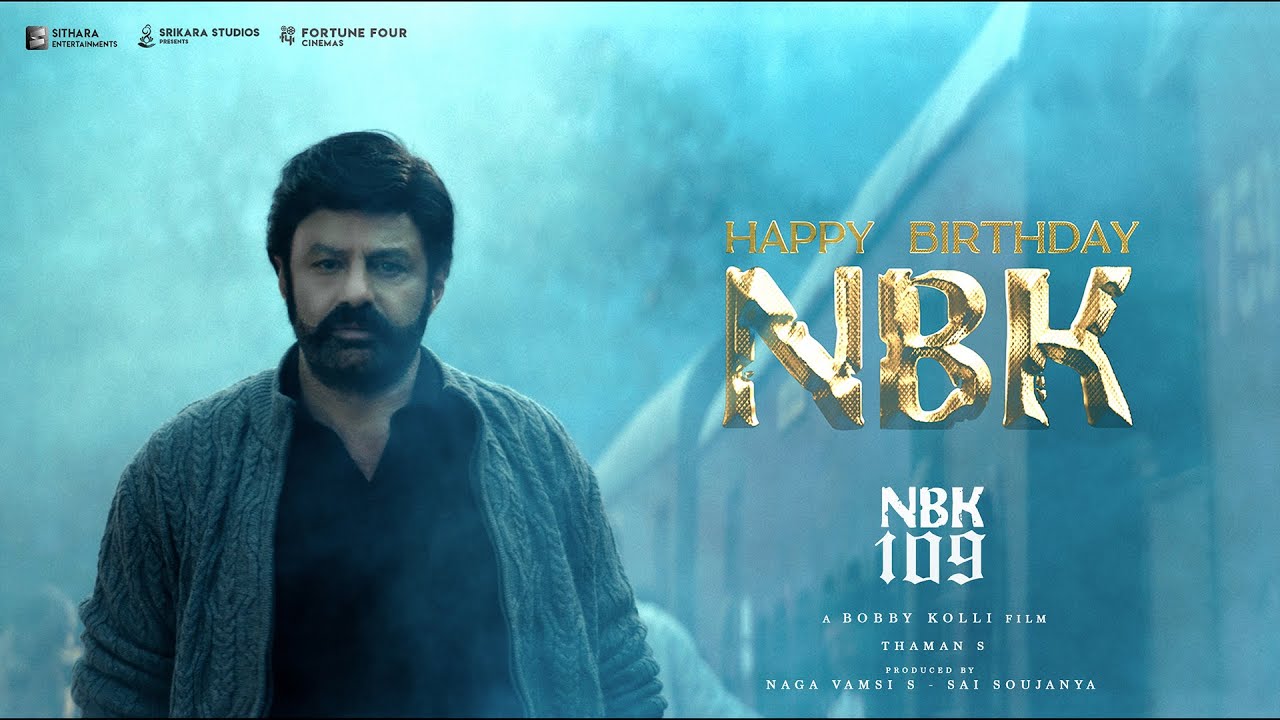 SITHARA
ENTERTAINMENTS
SRIKARA STUDIOS
PRESENTS
FORTUNE FOUR
CINEMAS
HAPPY BIRTHDAY
NBK
NBK
109
A BOBBY KOLLI FILM
THAMAN S
PRODUCED BY
NAGA VAMSI S - SAI SOUJANYA